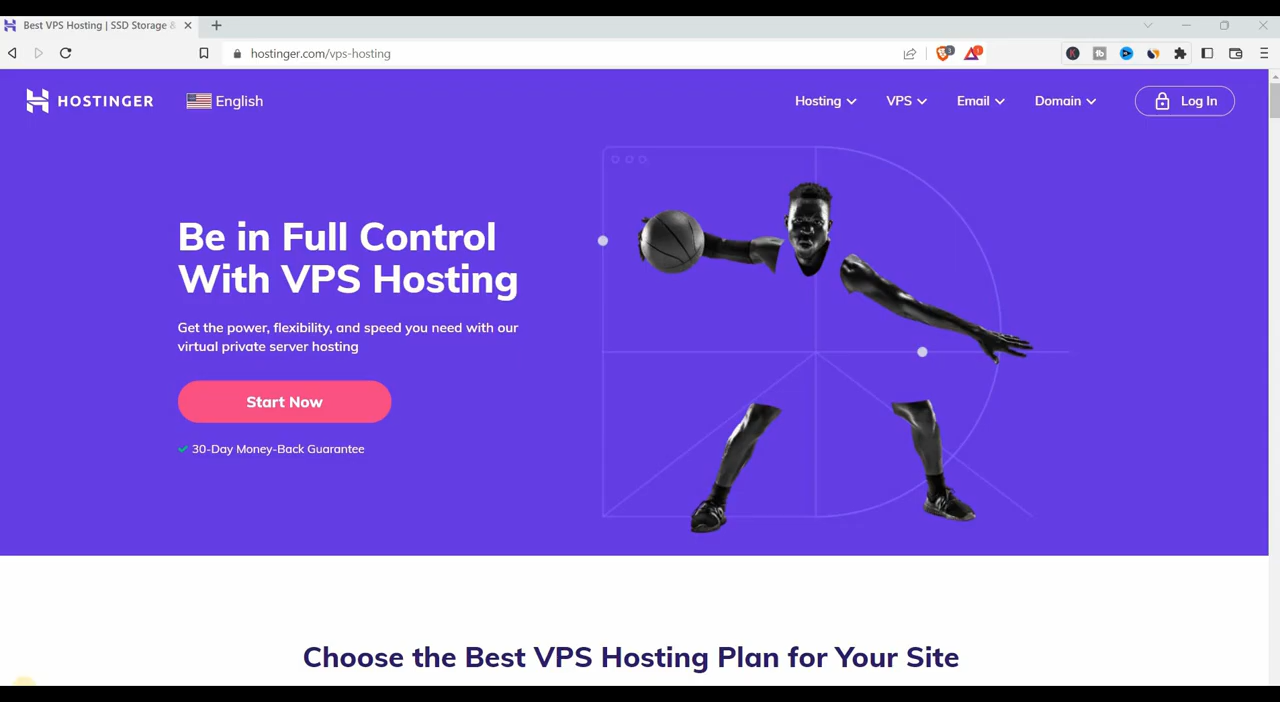 Best VPS Hosting | SSD Storage &
hostinger.com/vps-hosting
HOSTINGER
English
Hosting
VPS
Email
Domain
Log In
Be in Full Control
With VPS Hosting
Get the power, flexibility, and speed you need with our
virtual private server hosting
Start Now
30-Day Money-Back Guarantee
Choose the Best VPS Hosting Plan for Your Site